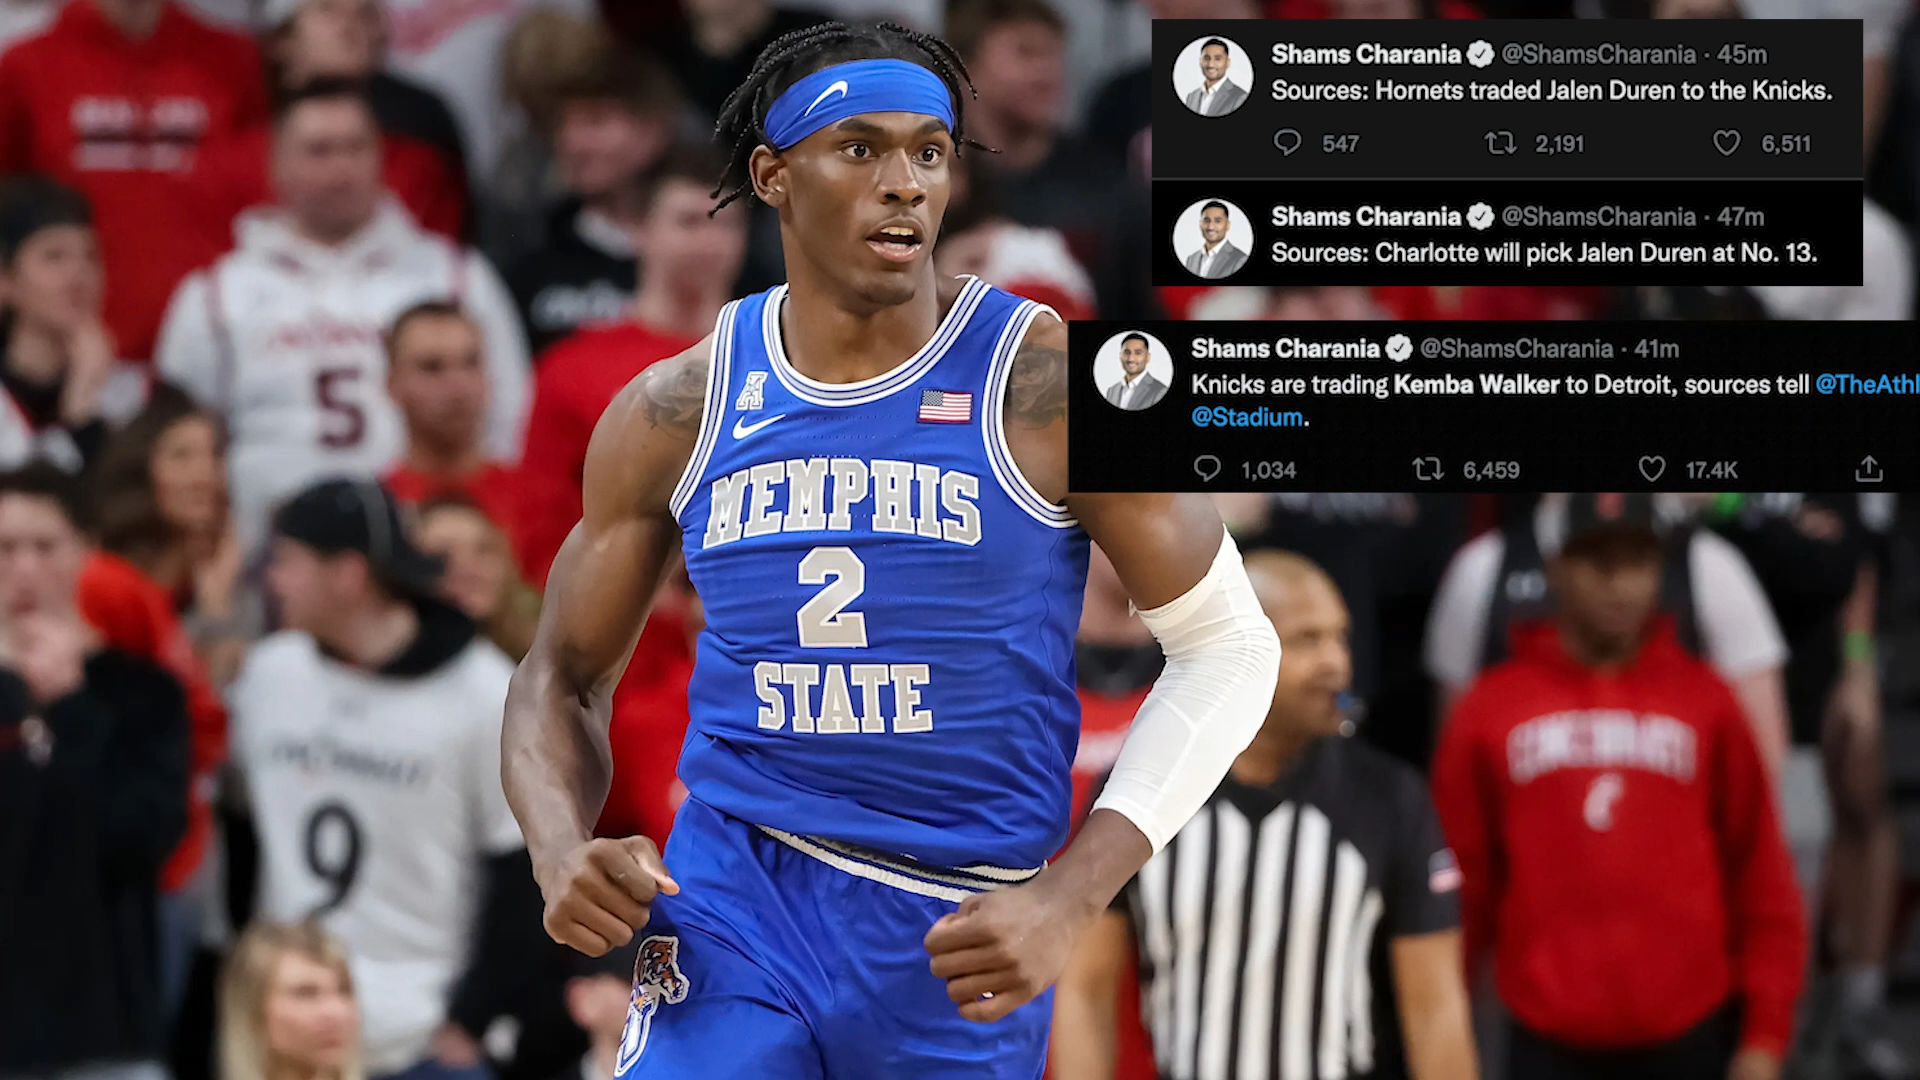 Shams Charania @ShamsCharania · 45m
Sources: Hornets traded Jalen Duren to the Knicks.
547 2,191 6,511
Shams Charania @ShamsCharania · 47m
Sources: Charlotte will pick Jalen Duren at No. 13.
Shams Charania @ShamsCharania · 41m
Knicks are trading Kemba Walker to Detroit, sources tell @TheAthl
@Stadium.
1,034 6,459 17.4K
A
MEMPHIS
2
STATE
5
9
CINCINNATI
C